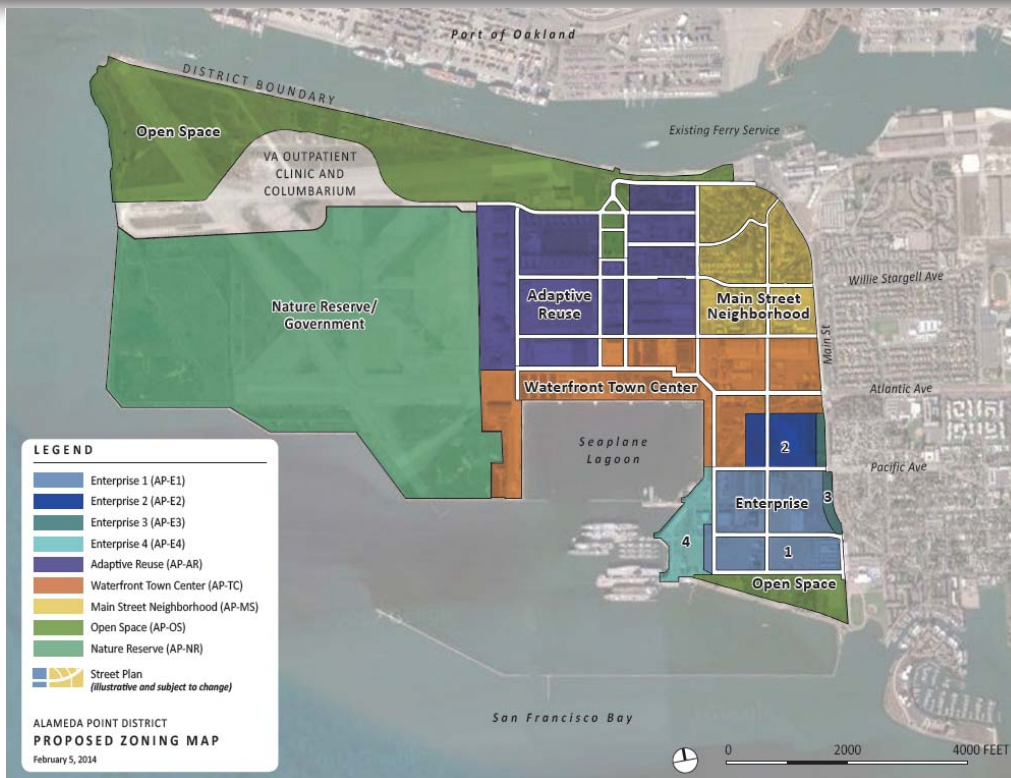 Port of Oakland
DISTRICT BOUNDARY
Open Space
Existing Ferry Service
VA OUTPATIENT
CLINIC AND
COLUMBARIUM
Willie Stargell Ave
Nature Reserve/
Government
Adaptive
Reuse
Main Street
Neighborhood
Main St
Waterfront Town Center
Atlantic Ave
Seaplane
Lagoon
2
Pacific Ave
Enterprise
3
4
1
Open Space
LEGEND
Enterprise 1 (AP-E1)
Enterprise 2 (AP-E2)
Enterprise 3 (AP-E3)
Enterprise 4 (AP-E4)
Adaptive Reuse (AP-AR)
Waterfront Town Center (AP-TC)
Main Street Neighborhood (AP-MS)
Open Space (AP-OS)
Nature Reserve (AP-NR)
Street Plan
(illustrative and subject to change)
ALAMEDA POINT DISTRICT
PROPOSED ZONING MAP
February 5, 2014
San Francisco Bay
0 2000 4000 FEET